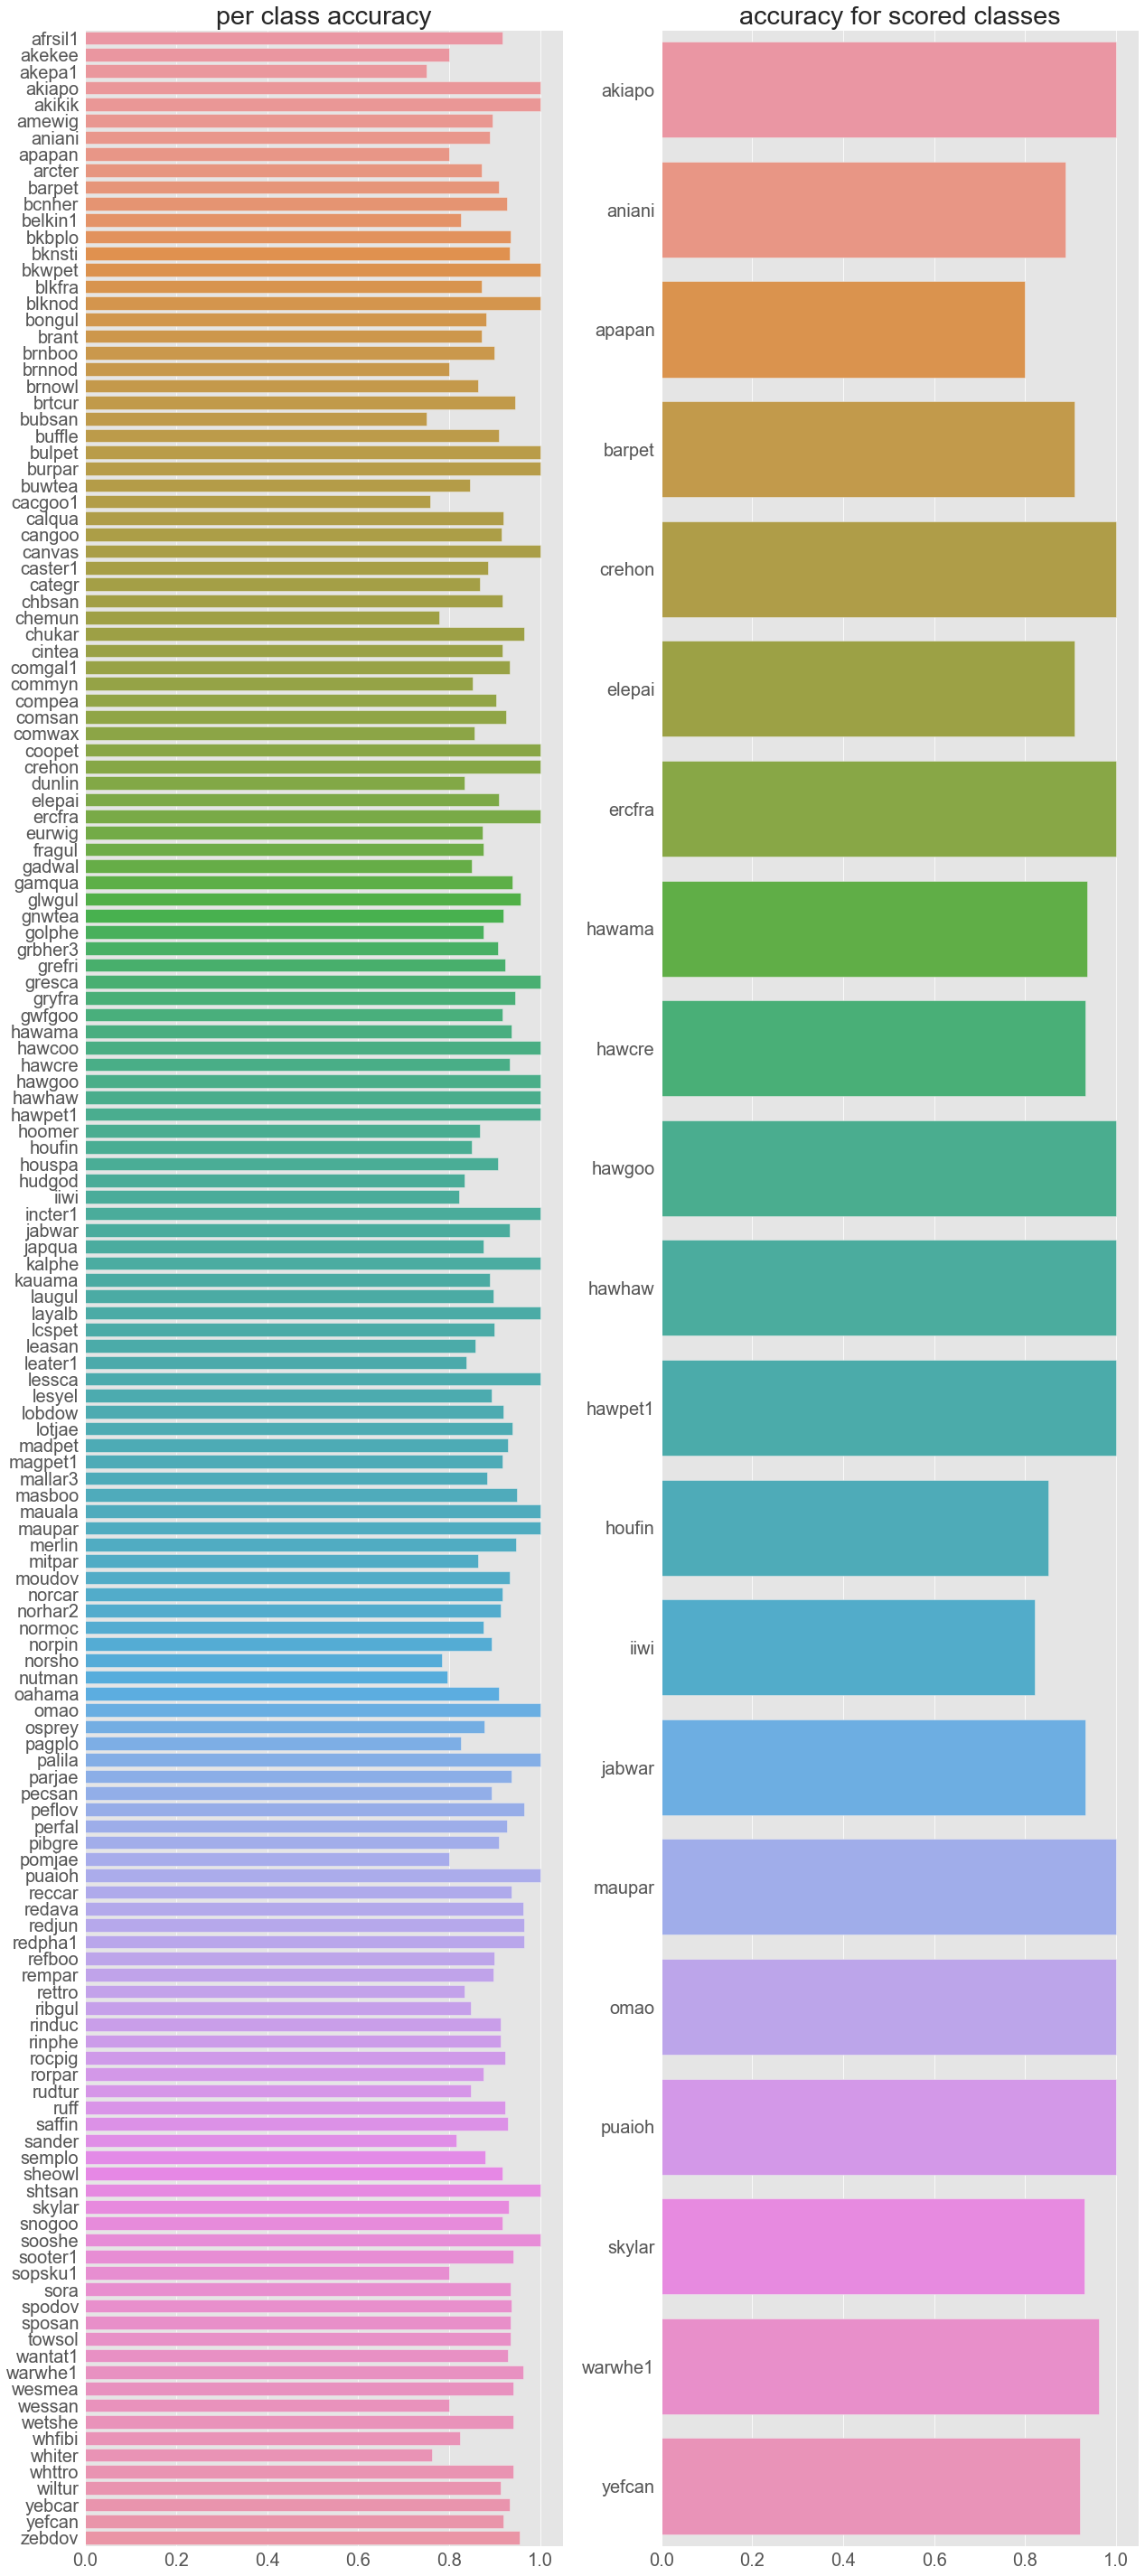 per class accuracy
afrsil1
akekee
akepa1
akiapo
akikik
amewig
aniani
apapan
arcter
barpet
bcnher
belkin1
bkbplo
bknsti
bkwpet
blkfra
blknod
bongul
brant
brnboo
brnnod
brnowl
brtcur
bubsan
buffle
bulpet
burpar
buwtea
cacgoo1
calqua
cangoo
canvas
caster1
categr
chbsan
chemun
chukar
cintea
comgal1
commyn
compea
comsan
comwax
coopet
crehon
dunlin
elepai
ercfra
eurwig
fragul
gadwal
gamqua
glwgul
gnwtea
golphe
grbher3
grefri
gresca
gryfra
gwfgoo
hawama
hawcoo
hawcre
hawgoo
hawhaw
hawpet1
hoomer
houfin
houspa
hudgod
iiwi
incter1
jabwar
japqua
kalphe
kauama
laugul
layalb
lcspet
leasan
leater1
lessca
lesyel
lobdow
lotjae
madpet
magpet1
mallar3
masboo
mauala
maupar
merlin
mitpar
moudov
norcar
norhar2
normoc
norpin
norsho
nutman
oahama
omao
osprey
pagplo
palila
parjae
pecsan
peflov
perfal
pibgre
pomjae
puaioh
reccar
redava
redjun
redpha1
refboo
rempar
rettro
ribgul
rinduc
rinphe
rocpig
rorpar
rudtur
ruff
saffin
sander
semplo
sheowl
shtsan
skylar
snogoo
sooshe
sooter1
sopsku1
sora
spodov
sposan
towsol
wantat1
warwhe1
wesmea
wessan
wetshe
whfibi
whiter
whttro
wiltur
yebcar
yefcan
zebdov
0.0 0.2 0.4 0.6 0.8 1.0
accuracy for scored classes
akiapo
aniani
apapan
barpet
crehon
elepai
ercfra
hawama
hawcre
hawgoo
hawhaw
hawpet1
houfin
iiwi
jabwar
maupar
omao
puaioh
skylar
warwhe1
yefcan
0.0 0.2 0.4 0.6 0.8 1.0